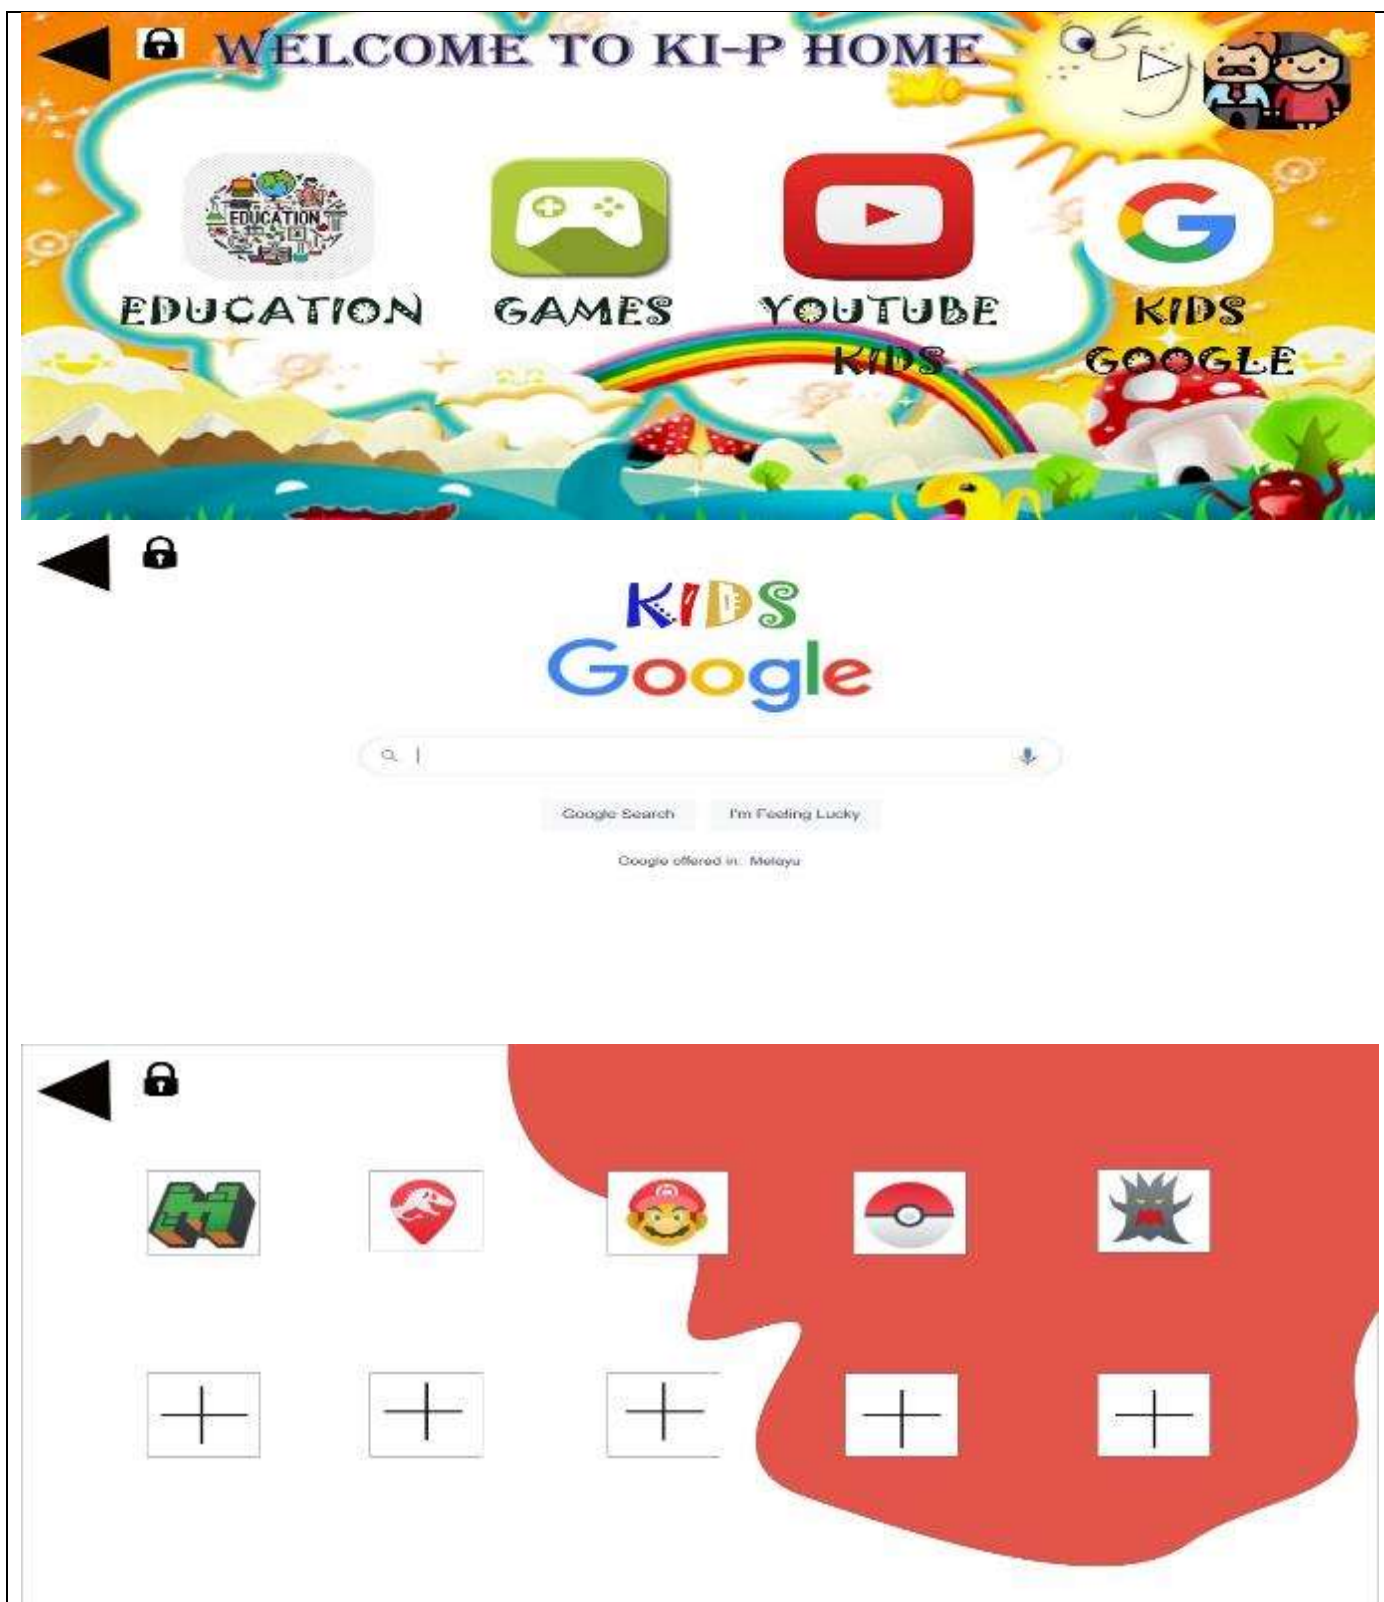 WELCOME TO KI-P HOME
EDUCATION
EDUCATION GAMES YOUTUBE KIDS
KIDS GOOGLE
KIDS
Google
Google Search I'm Feeling Lucky
Google offered in: Melayu